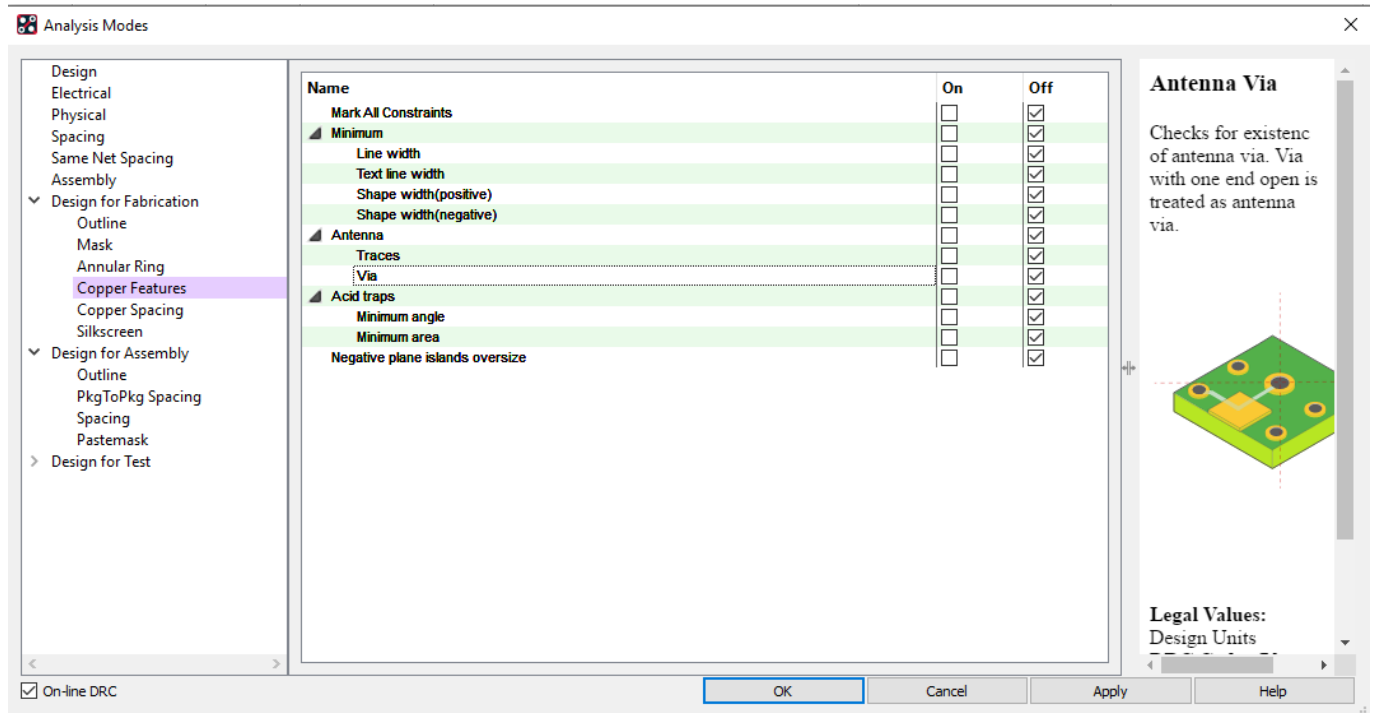 Analysis Modes
Design
Electrical
Physical
Spacing
Same Net Spacing
Assembly
Design for Fabrication
Outline
Mask
Annular Ring
Copper Features
Copper Spacing
Silkscreen
Design for Assembly
Outline
PkgToPkg Spacing
Spacing
Pastemask
Design for Test
Name On Off
Mark All Constraints
Minimum
Line width
Text line width
Shape width(positive)
Shape width(negative)
Antenna
Traces
Via
Acid traps
Minimum angle
Minimum area
Negative plane islands oversize
Antenna Via
Checks for existenc
of antenna via. Via
with one end open is
treated as antenna
via.
Legal Values:
Design Units
On-line DRC
OK Cancel Apply Help